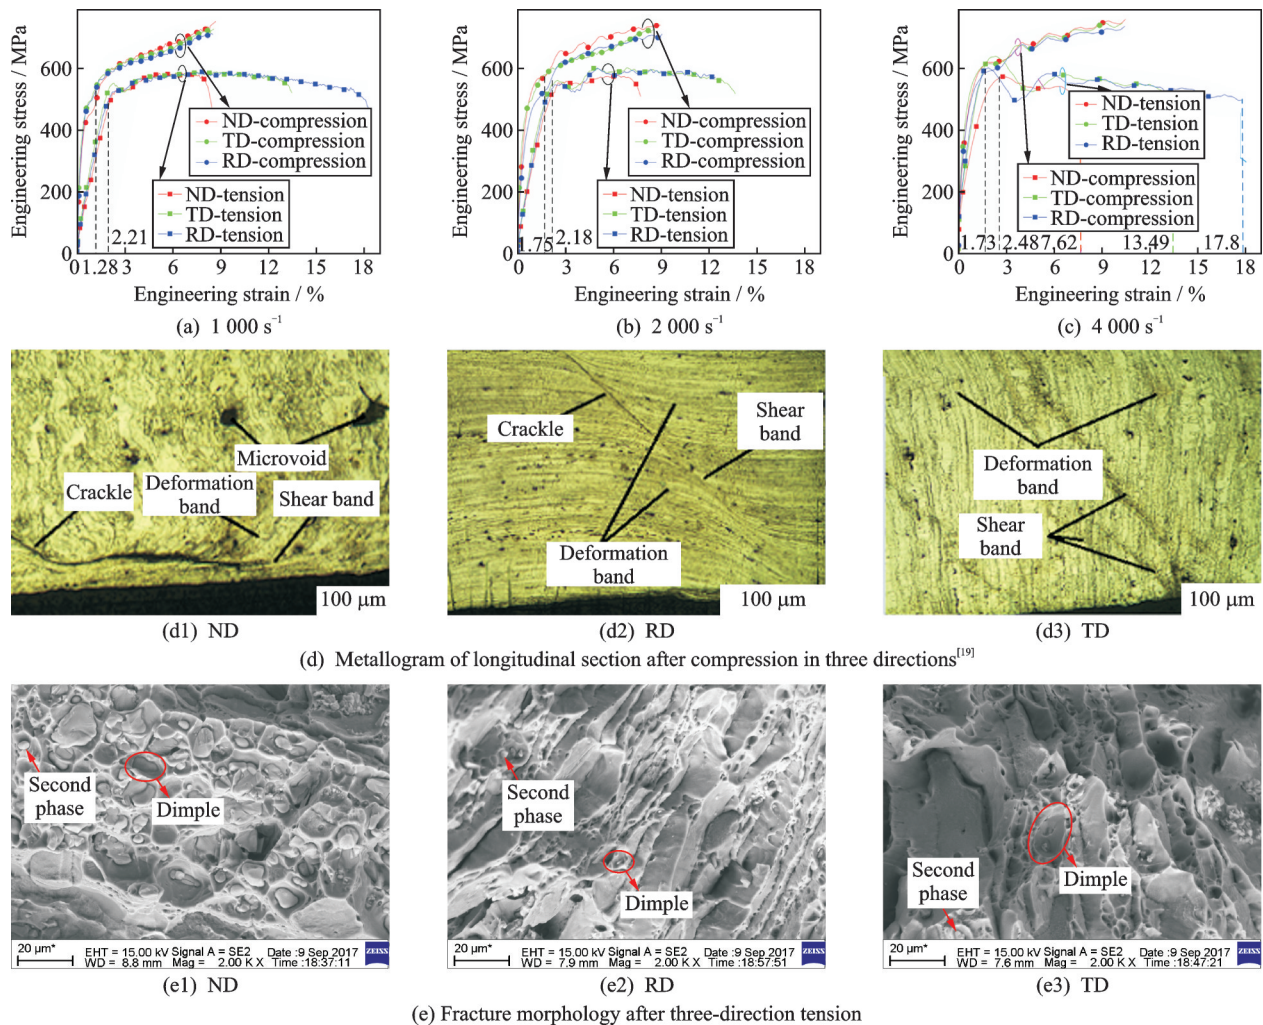 Engineering stress / MPa
600
400
200
0
ND-compression
TD-compression
RD-compression
ND-tension
TD-tension
RD-tension
2.21
0 1.28 3 6 9 12 15 18
Engineering strain / %
(a) 1 000 s⁻¹
Engineering stress / MPa
600
400
200
0
ND-compression
TD-compression
RD-compression
ND-tension
TD-tension
RD-tension
1.75 2.18
0 3 6 9 12 15 18
Engineering strain / %
(b) 2 000 s⁻¹
Engineering stress / MPa
600
400
200
0
ND-tension
TD-tension
RD-tension
ND-compression
TD-compression
RD-compression
1.73 2.48 7.62 13.49 17.8
0 3 6 9 12 15 18
Engineering strain / %
(c) 4 000 s⁻¹
Microvoid
Crackle
Deformation
band
Shear band
100 μm
(d1) ND
Crackle
Shear
band
Deformation
band
100 μm
(d2) RD
Deformation
band
Shear
band
100 μm
(d3) TD
(d) Metallogram of longitudinal section after compression in three directions[19]
Second
phase
Dimple
20 μm*
EHT = 15.00 kV Signal A = SE2 Date :9 Sep 2017
WD = 8.8 mm Mag = 2.00 K X Time :18:37:11
ZEISS
(e1) ND
Second
phase
Dimple
20 μm*
EHT = 15.00 kV Signal A = SE2 Date :9 Sep 2017
WD = 7.9 mm Mag = 2.00 K X Time :18:57:51
ZEISS
(e2) RD
Second
phase
Dimple
20 μm*
EHT = 15.00 kV Signal A = SE2 Date :9 Sep 2017
WD = 7.6 mm Mag = 2.00 K X Time :18:47:21
ZEISS
(e3) TD
(e) Fracture morphology after three-direction tension